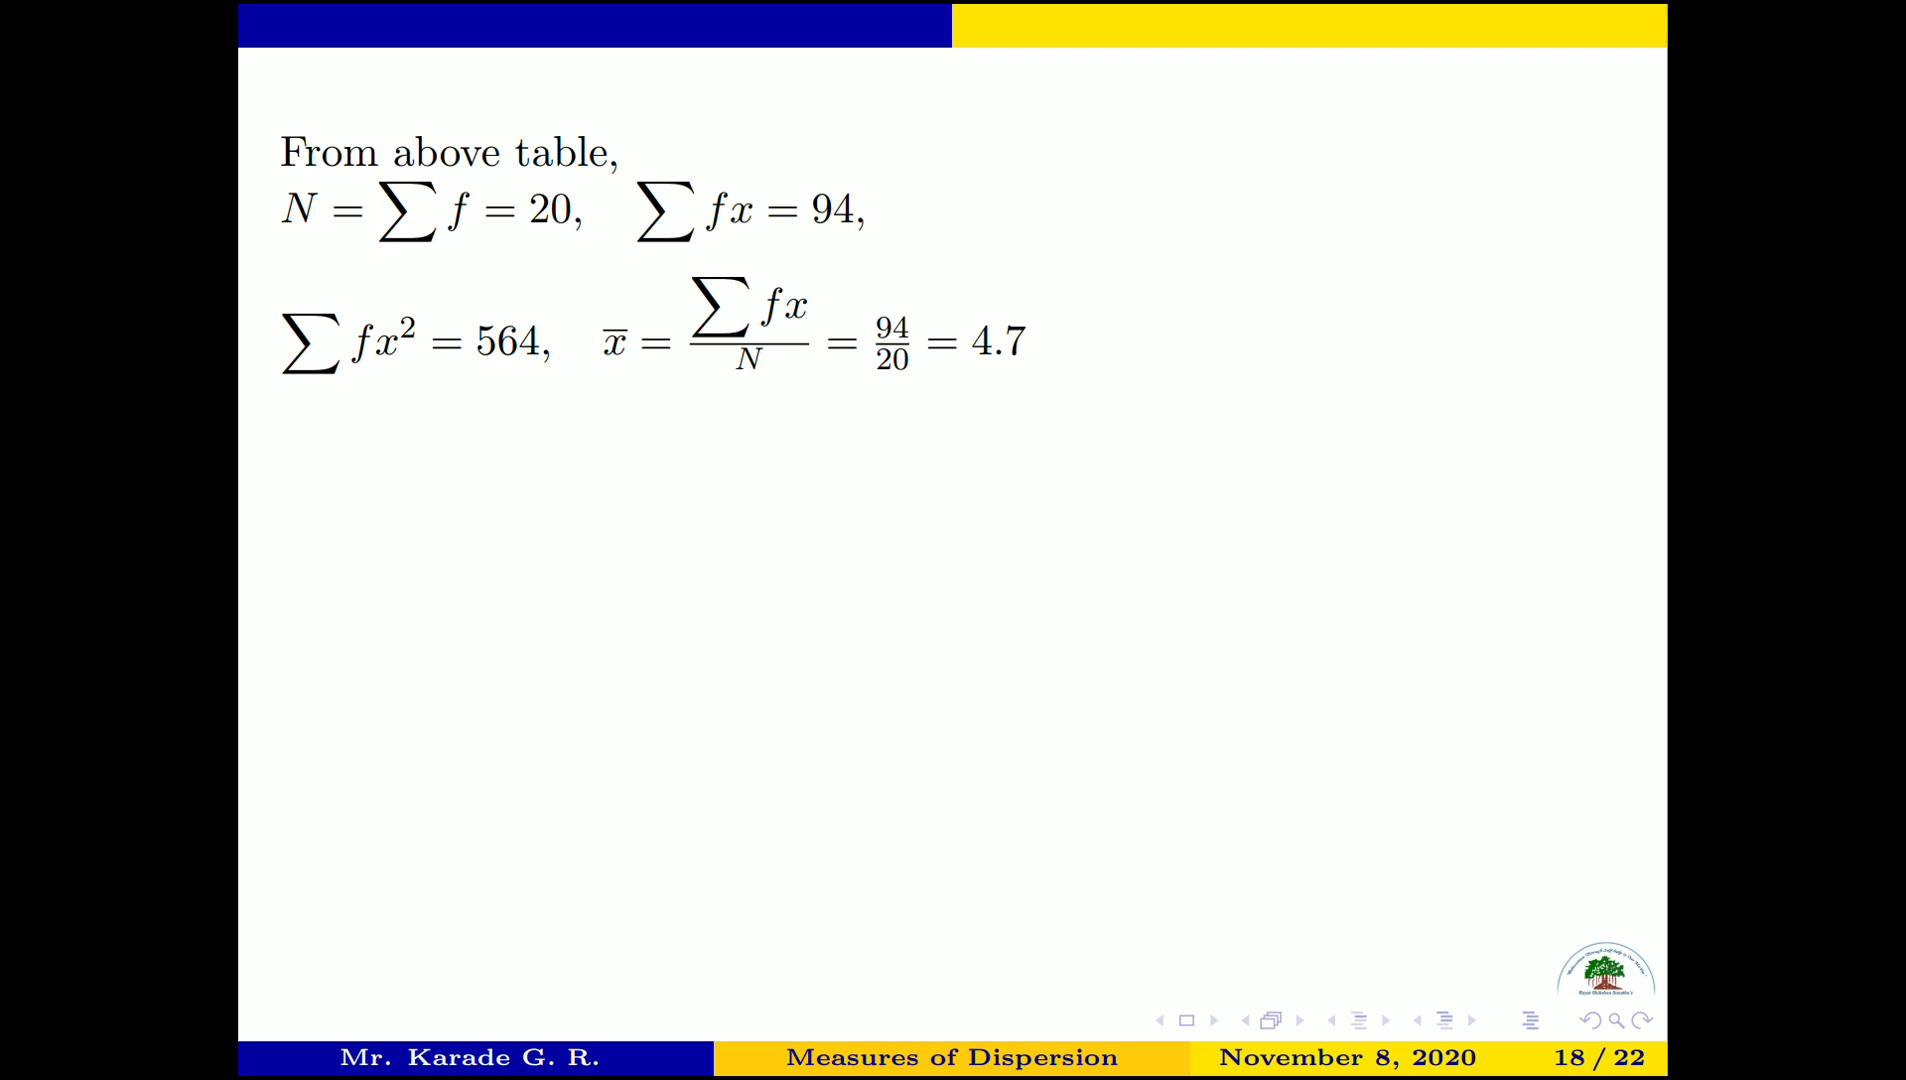 From above table,
N = ∑ f = 20, ∑ fx = 94,
∑ fx² = 564, x̄ = ∑ fx / N = 94/20 = 4.7
Mr. Karade G. R. Measures of Dispersion November 8, 2020 18 / 22